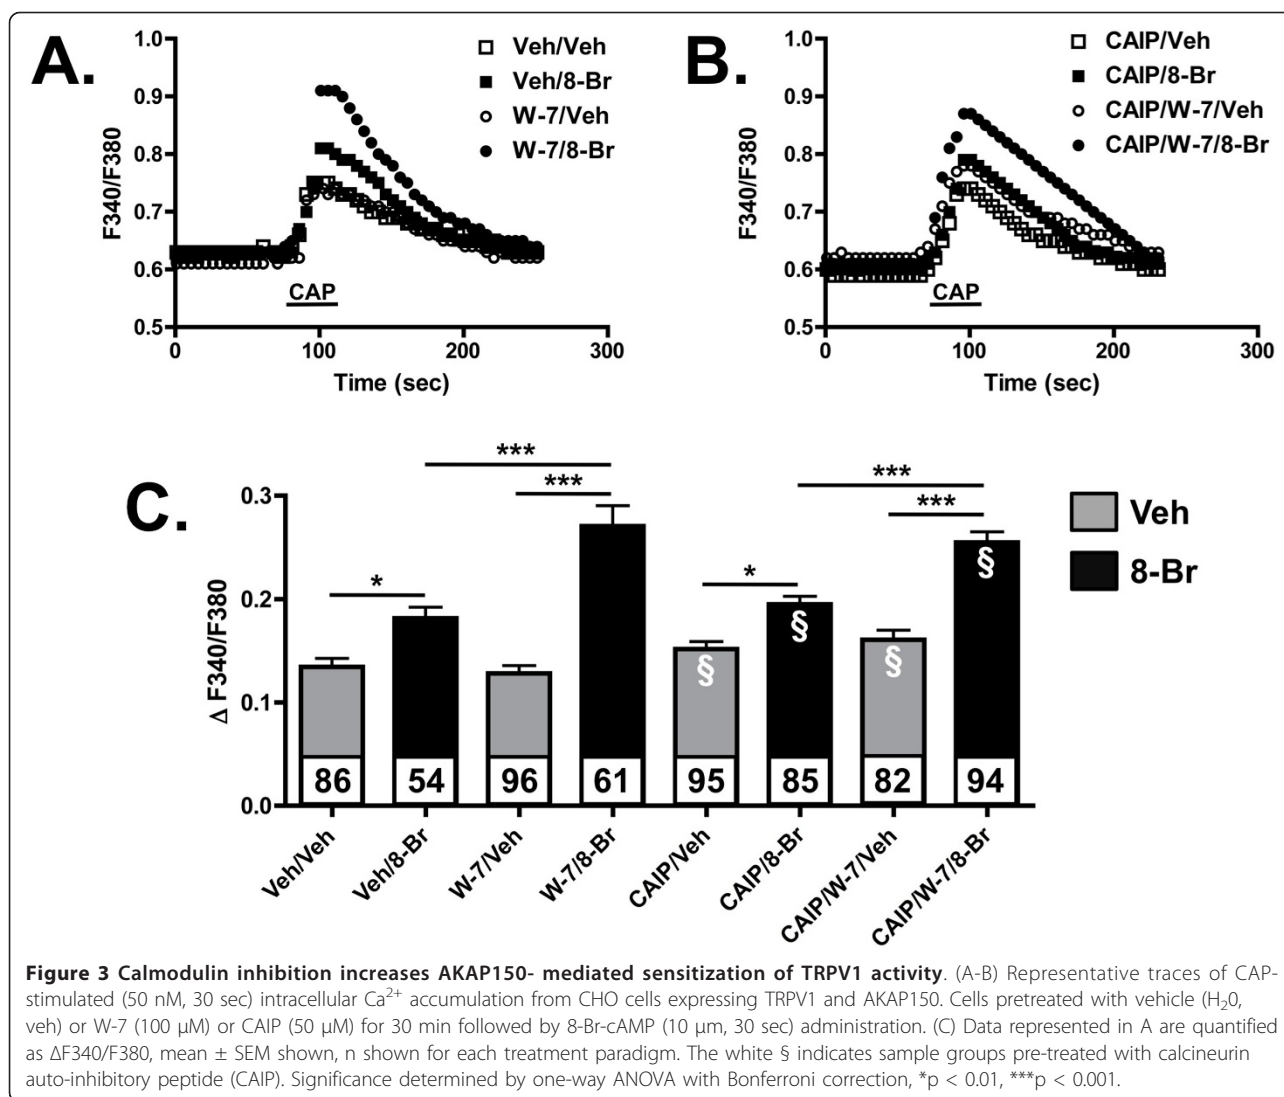 A.
1.0
0.9
0.8
0.7
0.6
0.5
F340/F380
Veh/Veh
Veh/8-Br
W-7/Veh
W-7/8-Br
CAP
0 100 200 300
Time (sec)
B.
1.0
0.9
0.8
0.7
0.6
0.5
F340/F380
CAIP/Veh
CAIP/8-Br
CAIP/W-7/Veh
CAIP/W-7/8-Br
CAP
0 100 200 300
Time (sec)
C.
0.3
0.2
0.1
0.0
Δ F340/F380
*** ***
*** ***
* *
§ § § §
Veh
8-Br
86 54 96 61 95 85 82 94
Veh/Veh
Veh/8-Br
W-7/Veh
W-7/8-Br
CAIP/Veh
CAIP/8-Br
CAIP/W-7/Veh
CAIP/W-7/8-Br
Figure 3 Calmodulin inhibition increases AKAP150- mediated sensitization of TRPV1 activity. (A-B) Representative traces of CAP-
stimulated (50 nM, 30 sec) intracellular Ca²⁺ accumulation from CHO cells expressing TRPV1 and AKAP150. Cells pretreated with vehicle (H₂0,
veh) or W-7 (100 μM) or CAIP (50 μM) for 30 min followed by 8-Br-cAMP (10 μm, 30 sec) administration. (C) Data represented in A are quantified
as ΔF340/F380, mean ± SEM shown, n shown for each treatment paradigm. The white § indicates sample groups pre-treated with calcineurin
auto-inhibitory peptide (CAIP). Significance determined by one-way ANOVA with Bonferroni correction, *p < 0.01, ***p < 0.001.